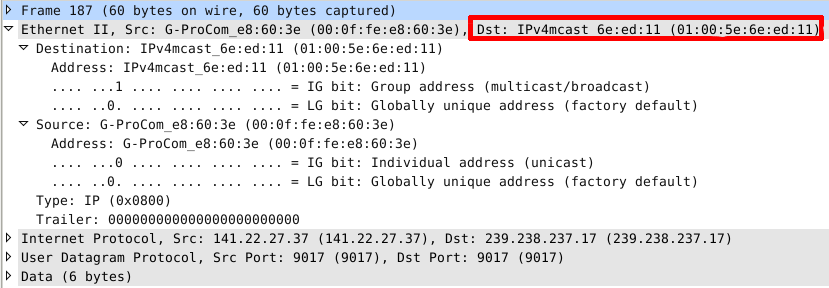 Frame 187 (60 bytes on wire, 60 bytes captured)
Ethernet II, Src: G-ProCom_e8:60:3e (00:0f:fe:e8:60:3e), Dst: IPv4mcast_6e:ed:11 (01:00:5e:6e:ed:11)
Destination: IPv4mcast_6e:ed:11 (01:00:5e:6e:ed:11)
Address: IPv4mcast_6e:ed:11 (01:00:5e:6e:ed:11)
.... ...1 .... .... .... .... = IG bit: Group address (multicast/broadcast)
.... ..0. .... .... .... .... = LG bit: Globally unique address (factory default)
Source: G-ProCom_e8:60:3e (00:0f:fe:e8:60:3e)
Address: G-ProCom_e8:60:3e (00:0f:fe:e8:60:3e)
.... ...0 .... .... .... .... = IG bit: Individual address (unicast)
.... ..0. .... .... .... .... = LG bit: Globally unique address (factory default)
Type: IP (0x0800)
Trailer: 000000000000000000000000
Internet Protocol, Src: 141.22.27.37 (141.22.27.37), Dst: 239.238.237.17 (239.238.237.17)
User Datagram Protocol, Src Port: 9017 (9017), Dst Port: 9017 (9017)
Data (6 bytes)